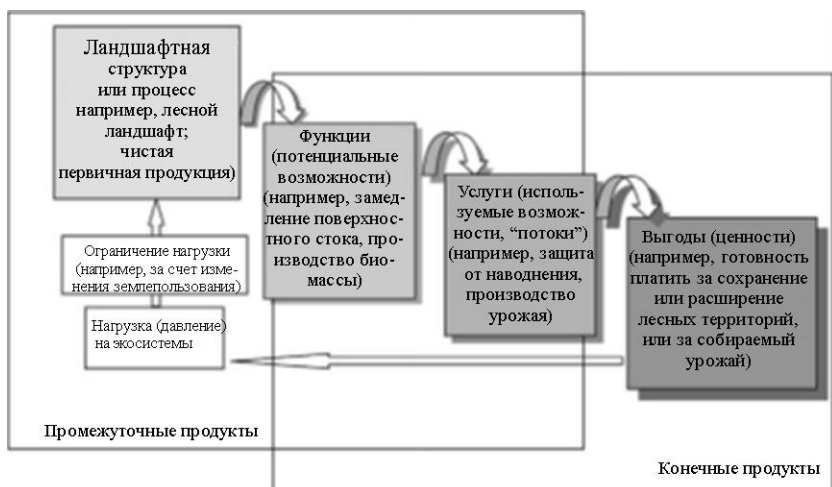 Ландшафтная
структура
или процесс
например, лесной
ландшафт;
чистая
первичная продукция)
Функции
(потенциальные
возможности)
(например, замед-
ление поверхност-
ного стока, про-
изводство био-
массы)
Услуги (исполь-
зуемые возмож-
ности, “потоки”)
(например, защита
от наводнения,
производство
урожая)
Выгоды (ценности)
(например, готовность
платить за сохранение
или расширение
лесных территорий,
или за собираемый
урожай)
Ограничение нагрузки
(например, за счет изме-
нения землепользования)
Нагрузка (давление)
на экосистемы
Промежуточные продукты
Конечные продукты